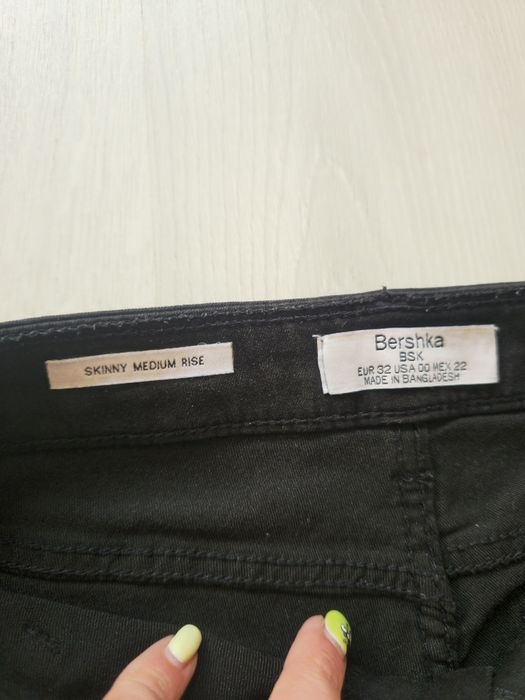 SKINNY MEDIUM RISE
Bershka
BSK
EUR 32 USA 00 MEX 22
MADE IN BANGLADESH